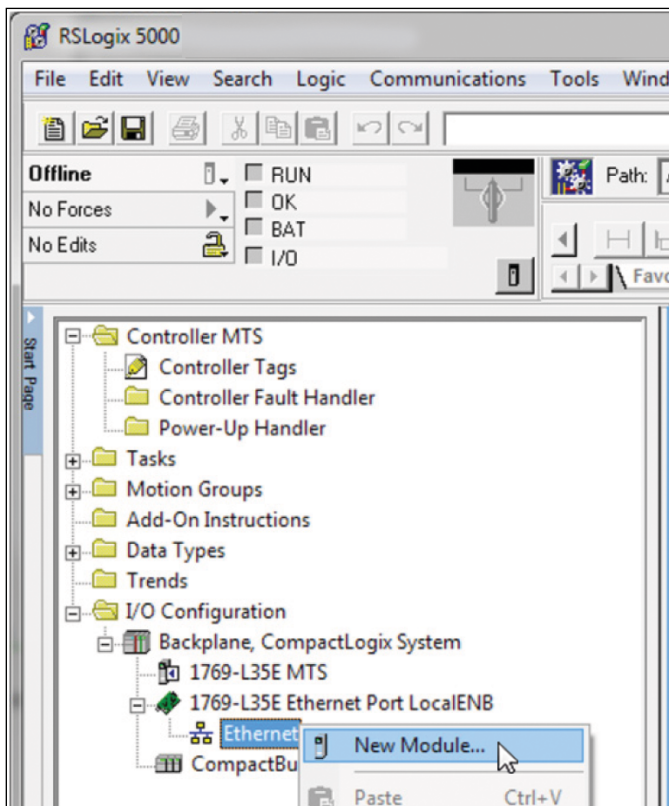 RSLogix 5000
File Edit View Search Logic Communications Tools Wind
Offline
RUN
Path:
No Forces
OK
No Edits
BAT
I/O
Favo
Start Page
Controller MTS
Controller Tags
Controller Fault Handler
Power-Up Handler
Tasks
Motion Groups
Add-On Instructions
Data Types
Trends
I/O Configuration
Backplane, CompactLogix System
1769-L35E MTS
1769-L35E Ethernet Port LocalENB
Ethernet
New Module...
CompactBu
Paste Ctrl+V